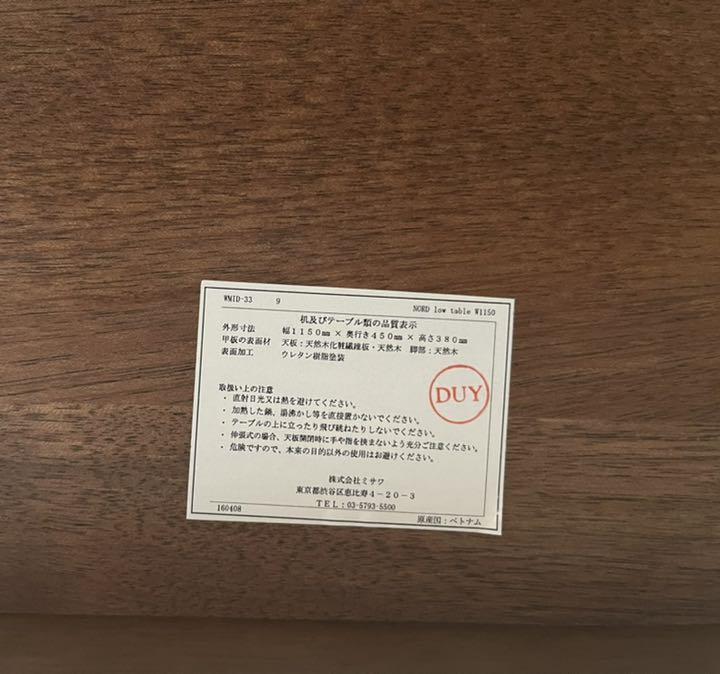 WMID-33 9 NORD low table W1150
机及びテーブル類の品質表示
外形寸法 幅1150㎜ × 奥行き450㎜ × 高さ380㎜
甲板の表面材 天板:天然木化粧繊維板・天然木 脚部:天然木
表面加工 ウレタン樹脂塗装
取扱い上の注意
・ 直射日光又は熱を避けてください。
・ 加熱した鍋、湯沸かし等を直接置かないでください。
・ テーブルの上に立ったり飛び跳ねたりしないでください。
・ 伸張式の場合、天板開閉時に手や指を挟まないよう充分ご注意ください。
・ 危険ですので、本来の目的以外の使用はお避けください。
DUY
株式会社ミサワ
東京都渋谷区恵比寿4-20-3
TEL:03-5793-5500
160408 原産国:ベトナム